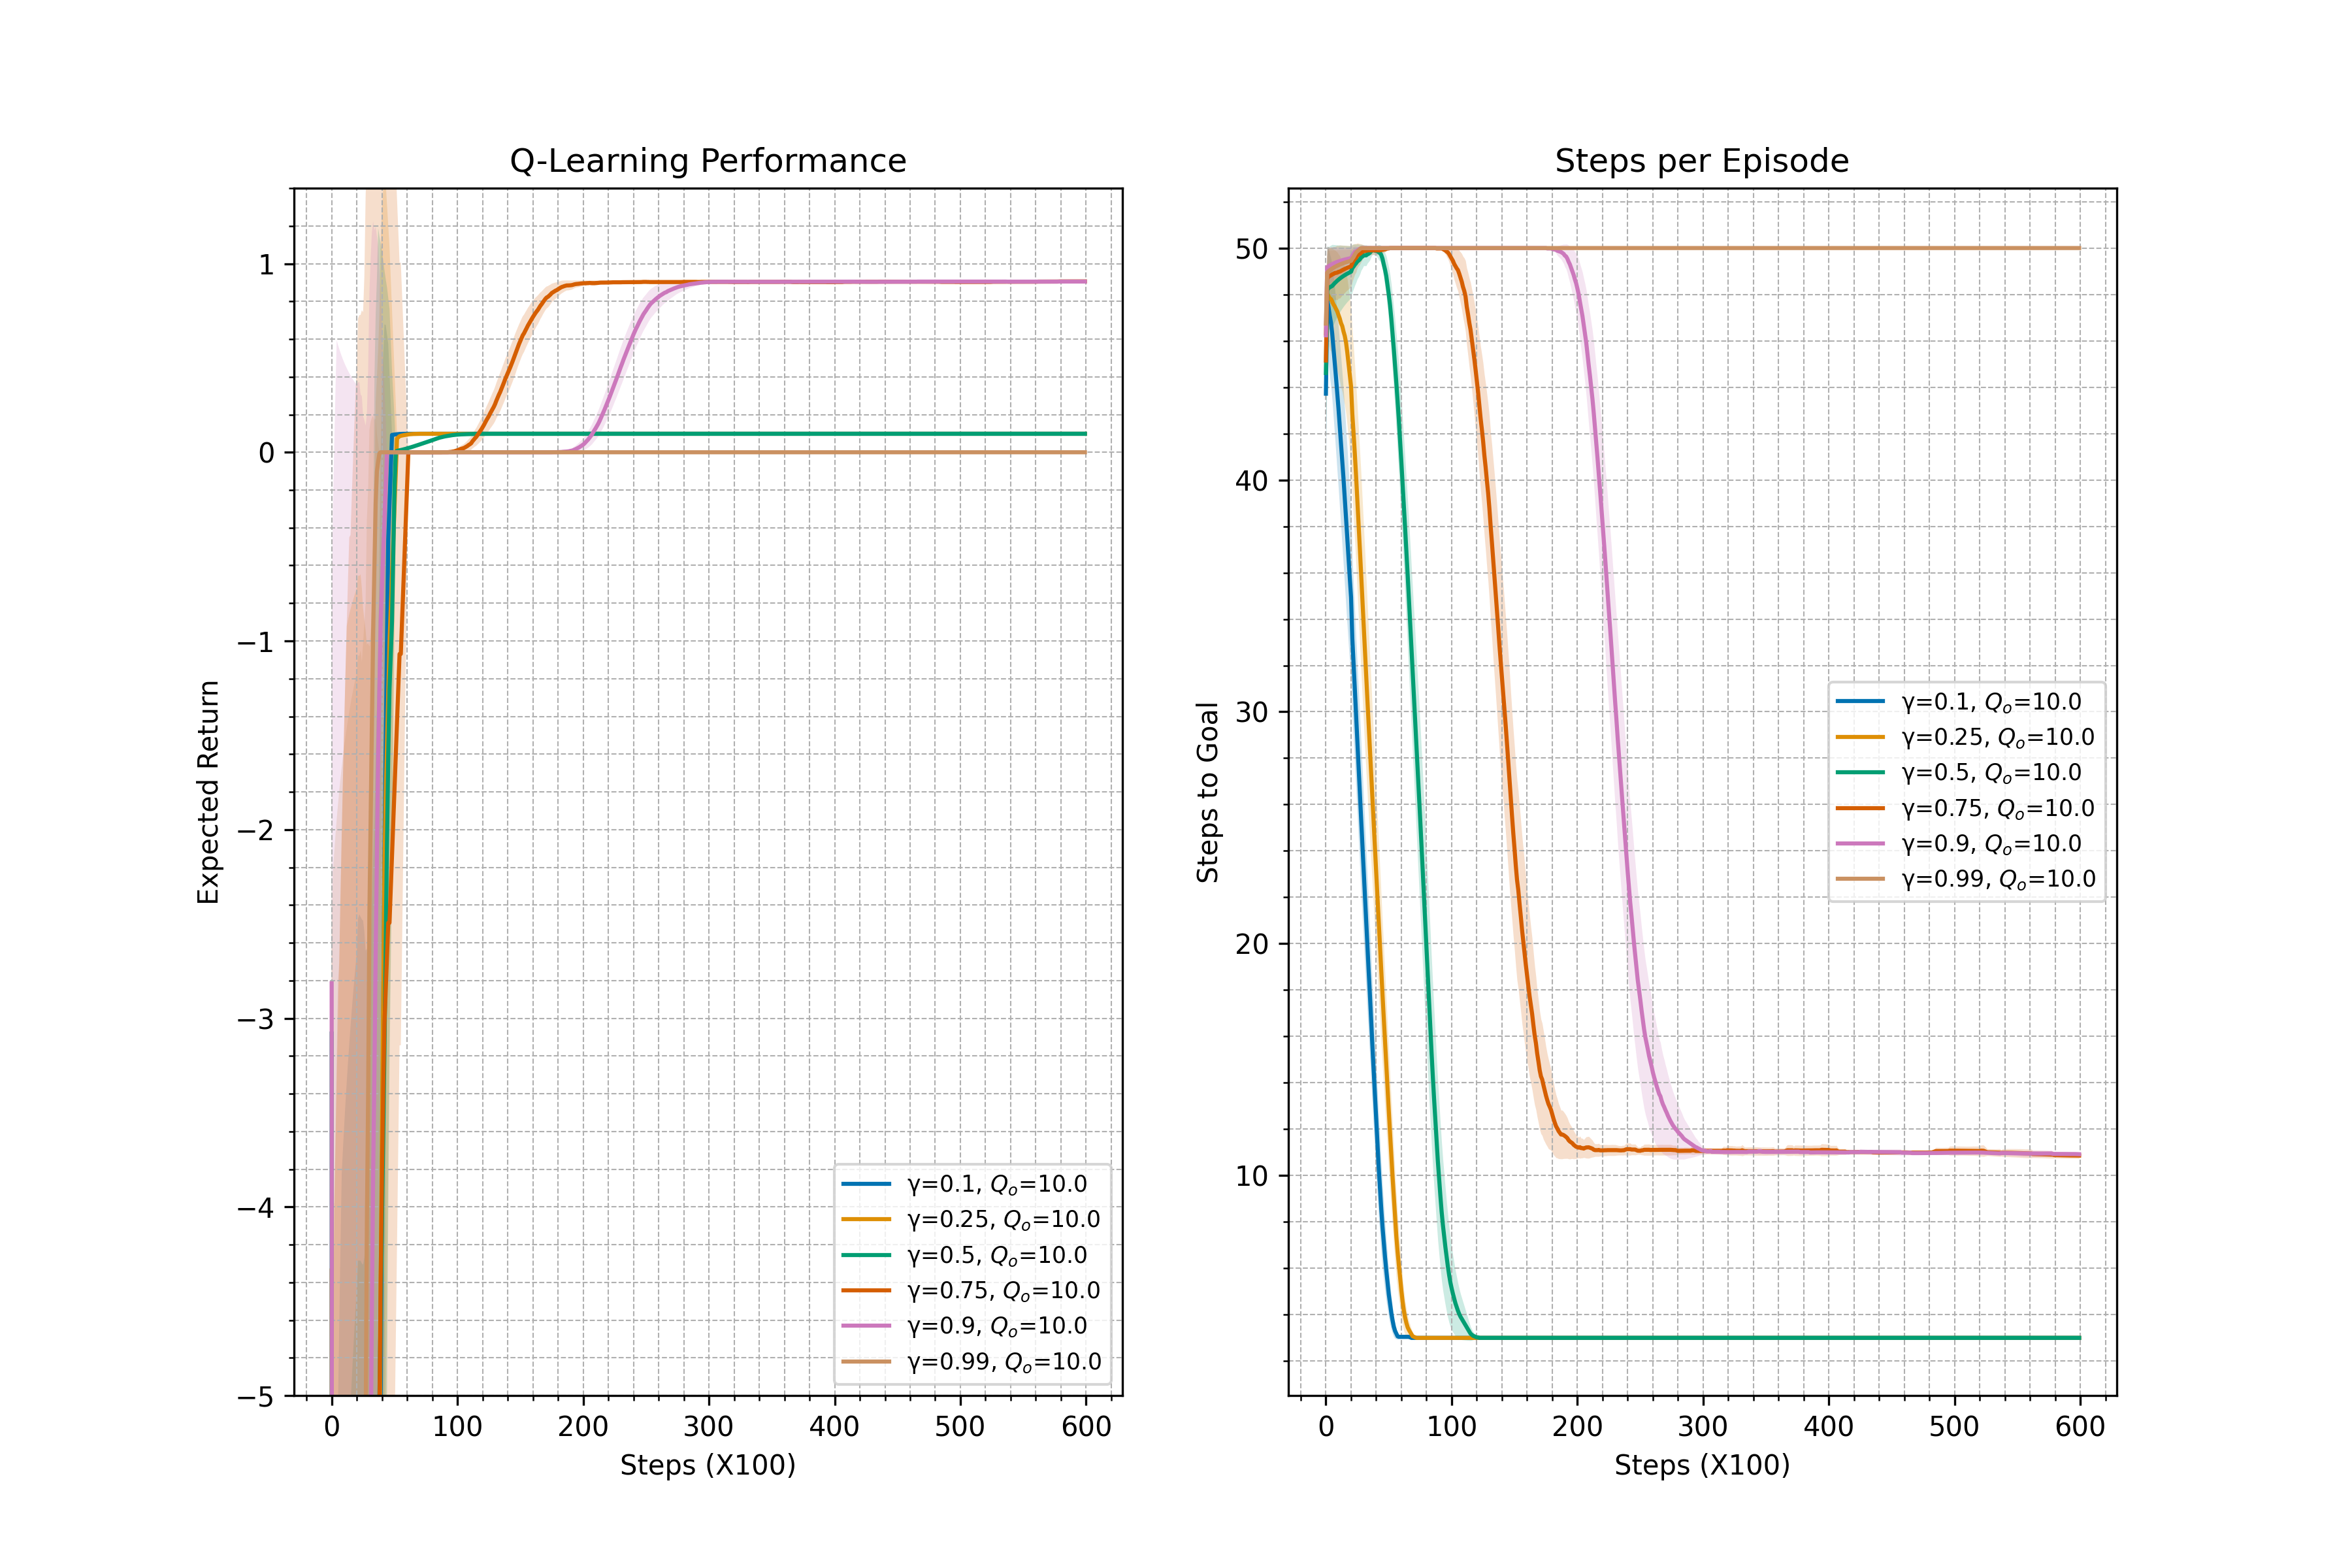 Q-Learning Performance
Expected Return
1
0
−1
−2
−3
−4
−5
0 100 200 300 400 500 600
Steps (X100)
γ=0.1, Qo=10.0
γ=0.25, Qo=10.0
γ=0.5, Qo=10.0
γ=0.75, Qo=10.0
γ=0.9, Qo=10.0
γ=0.99, Qo=10.0
Steps per Episode
Steps to Goal
50
40
30
20
10
0 100 200 300 400 500 600
Steps (X100)
γ=0.1, Qo=10.0
γ=0.25, Qo=10.0
γ=0.5, Qo=10.0
γ=0.75, Qo=10.0
γ=0.9, Qo=10.0
γ=0.99, Qo=10.0